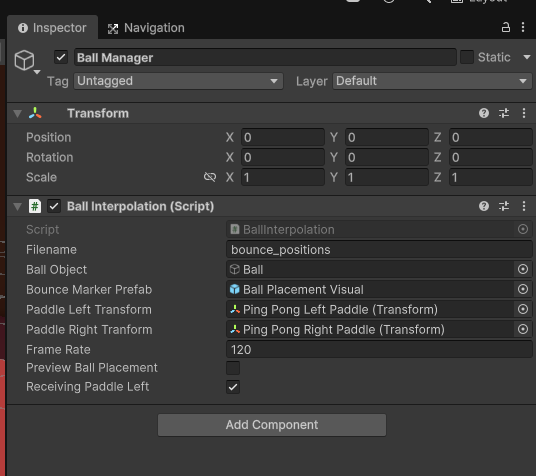 Inspector Navigation
Ball Manager Static
Tag Untagged Layer Default
Transform
Position X 0 Y 0 Z 0
Rotation X 0 Y 0 Z 0
Scale X 1 Y 1 Z 1
# Ball Interpolation (Script)
Script # BallInterpolation
Filename bounce_positions
Ball Object Ball
Bounce Marker Prefab Ball Placement Visual
Paddle Left Transform Ping Pong Left Paddle (Transform)
Paddle Right Tranform Ping Pong Right Paddle (Transform)
Frame Rate 120
Preview Ball Placement
Receiving Paddle Left
Add Component